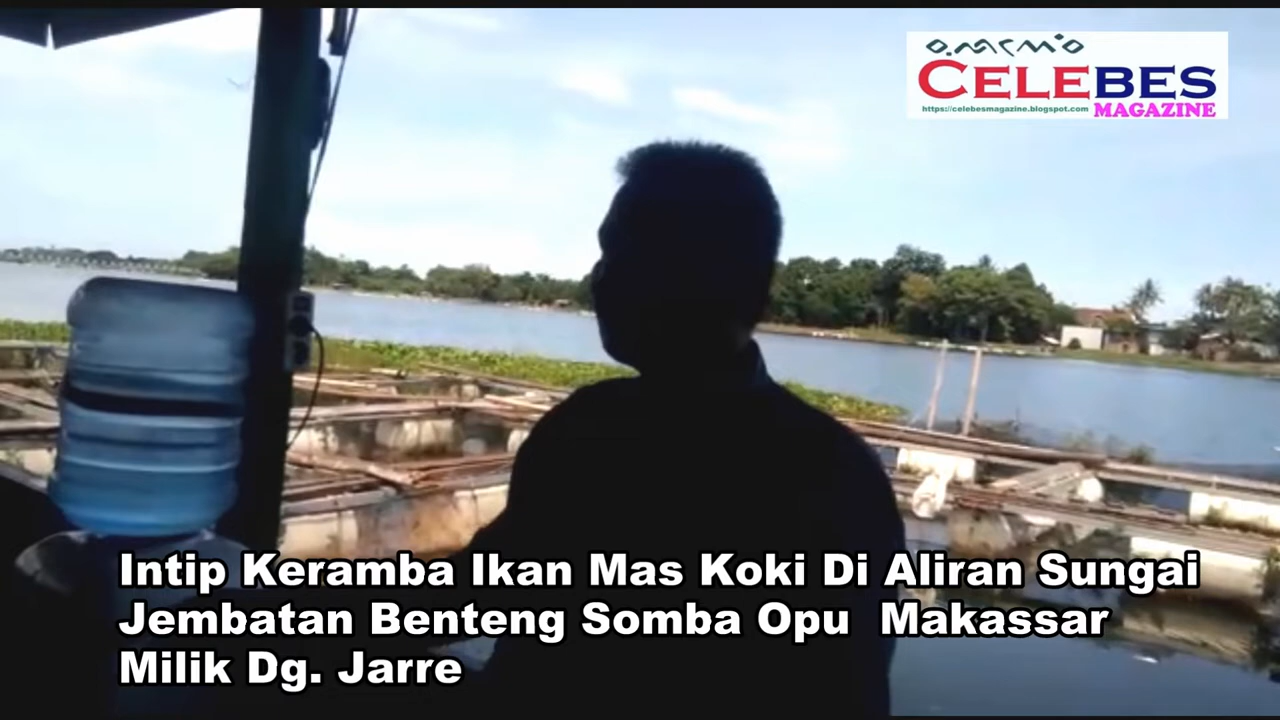 CELEBES
https://celebesmagazine.blogspot.com MAGAZINE
Intip Keramba Ikan Mas Koki Di Aliran Sungai
Jembatan Benteng Somba Opu Makassar
Milik Dg. Jarre